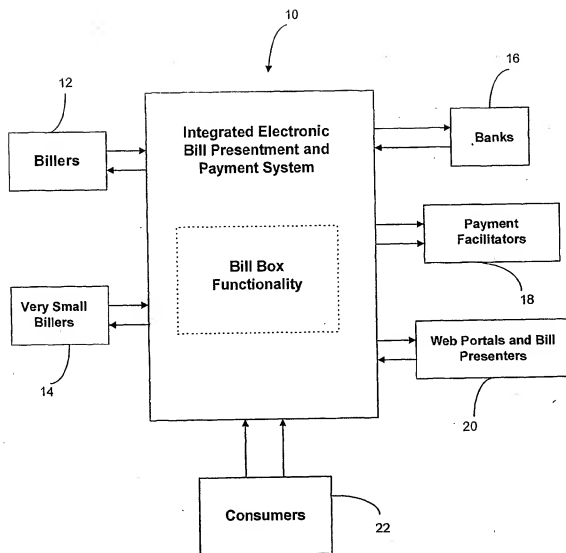 10
12
16
Billers
Integrated Electronic
Bill Presentment and
Payment System
Banks
Payment
Facilitators
18
Bill Box
Functionality
Very Small
Billers
14
Web Portals and Bill
Presenters
20
Consumers
22